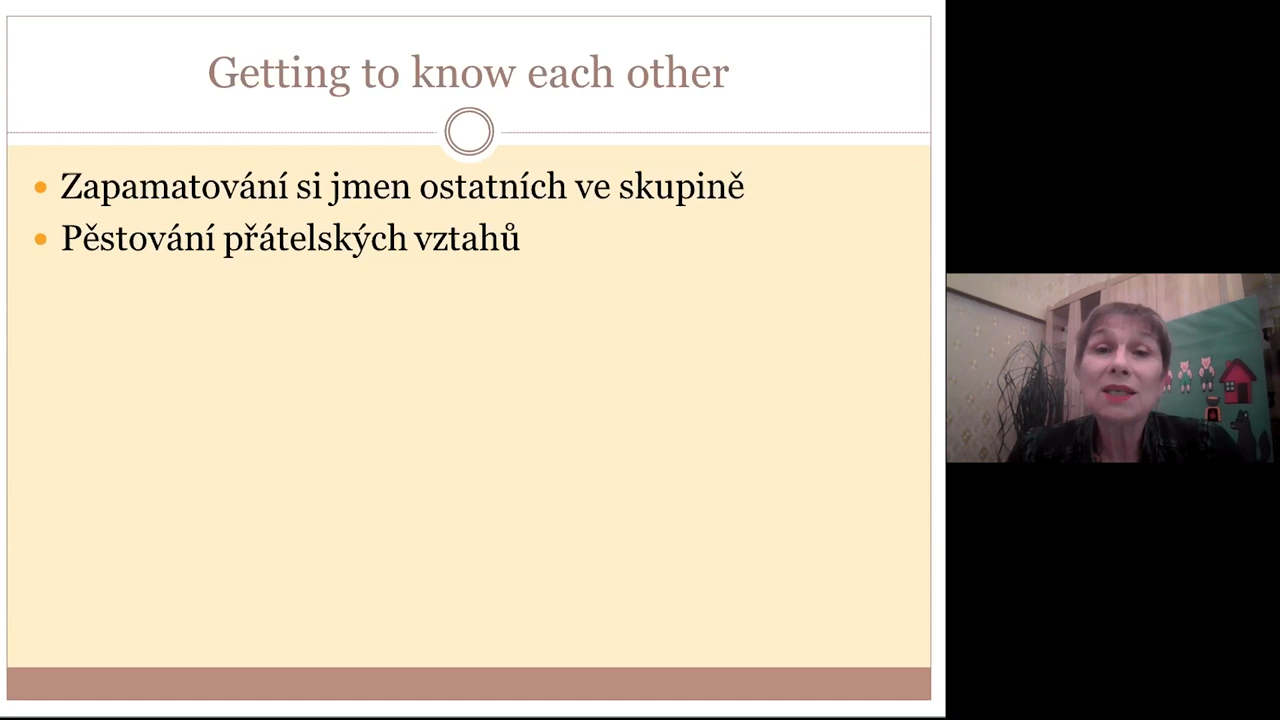 Getting to know each other
Zapamatování si jmen ostatních ve skupině
Pěstování přátelských vztahů